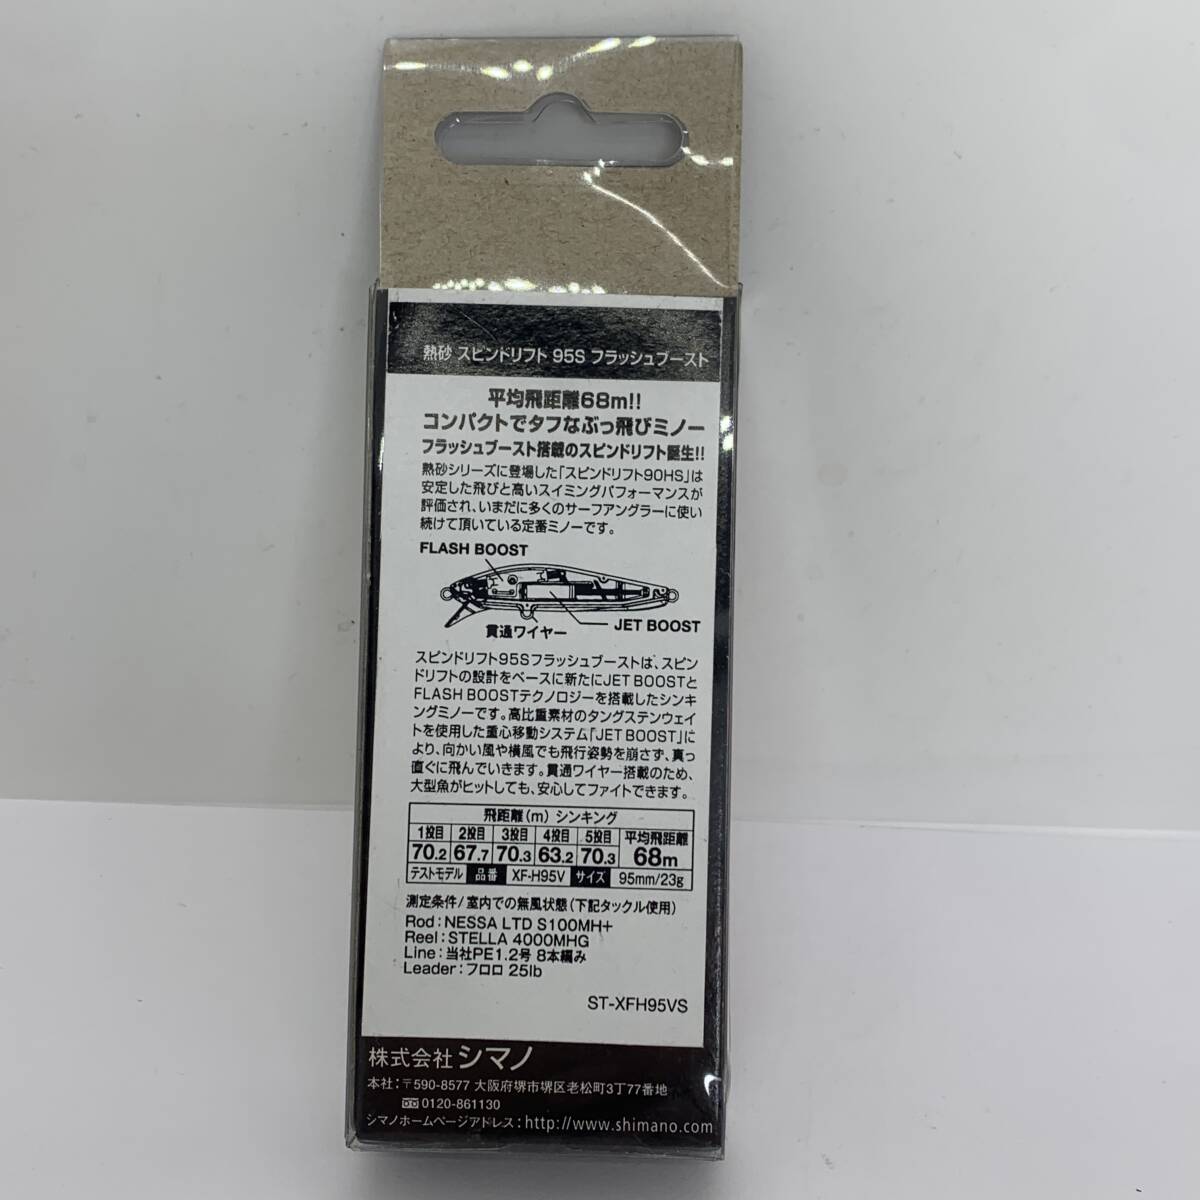 熱砂 スピンドリフト 95S フラッシュブースト
平均飛距離68m!!
コンパクトでタフなぶっ飛びミノー
フラッシュブースト搭載のスピンドリフト誕生!!
熱砂シリーズに登場した「スピンドリフト90HS」は
安定した飛びと高いスイミングパフォーマンスが
評価され、いまだに多くのサーフアングラーに使い
続けて頂いている定番ミノーです。
FLASH BOOST
JET BOOST
貫通ワイヤー
スピンドリフト95Sフラッシュブーストは、スピン
ドリフトの設計をベースに新たにJET BOOSTと
FLASH BOOSTテクノロジーを搭載したシンキ
ングミノーです。高比重素材のタングステンウェイ
トを使用した重心移動システム「JET BOOST」に
より、向かい風や横風でも飛行姿勢を崩さず、真っ
直ぐに飛んでいきます。貫通ワイヤー搭載のため、
大型魚がヒットしても、安心してファイトできます。
飛距離(m) シンキング
1投目 2投目 3投目 4投目 5投目 平均飛距離
70.2 67.7 70.3 63.2 70.3 68m
テストモデル 品番 XF-H95V サイズ 95mm/23g
測定条件/室内での無風状態(下記タックル使用)
Rod:NESSA LTD S100MH+
Reel:STELLA 4000MHG
Line:当社PE1.2号 8本編み
Leader:フロロ 25lb
ST-XFH95VS
株式会社 シマノ
本社:〒590-8577 大阪府堺市堺区老松町3丁77番地
0120-861130
シマノホームページアドレス:http://www.shimano.com